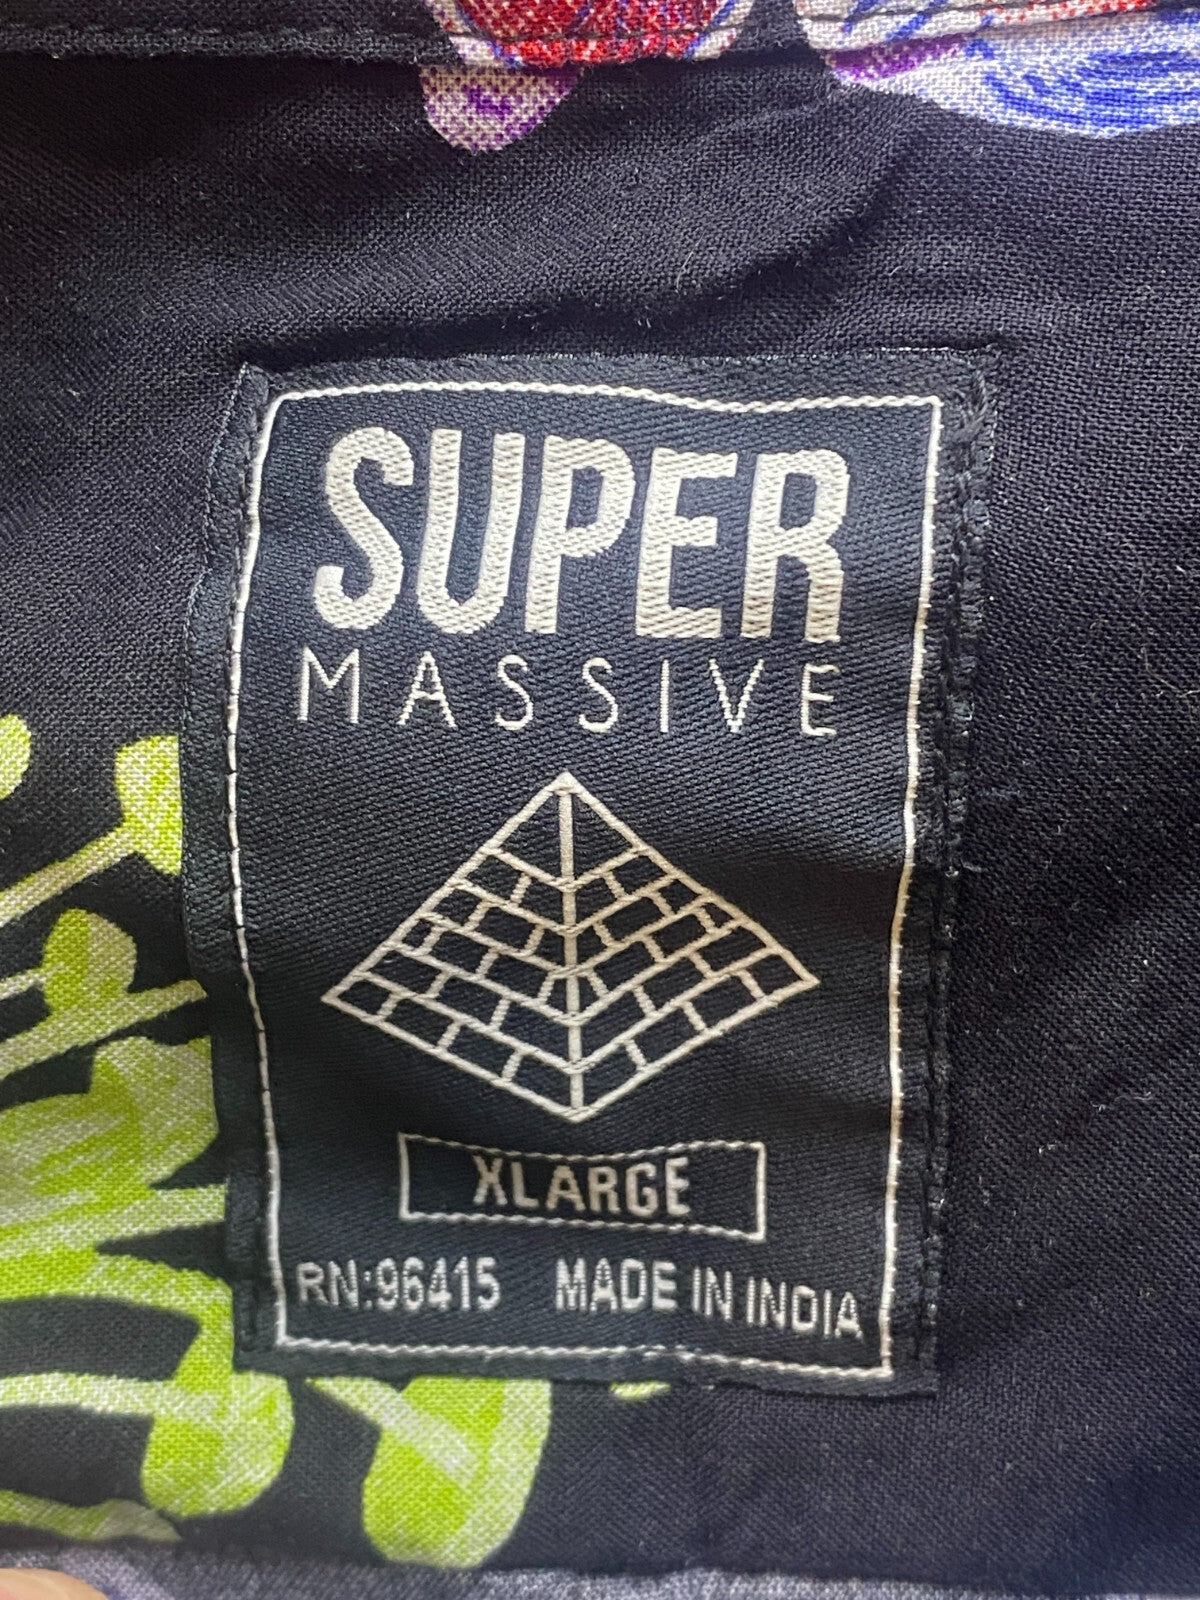 SUPER
MASSIVE
XLARGE
RN:96415 MADE IN INDIA